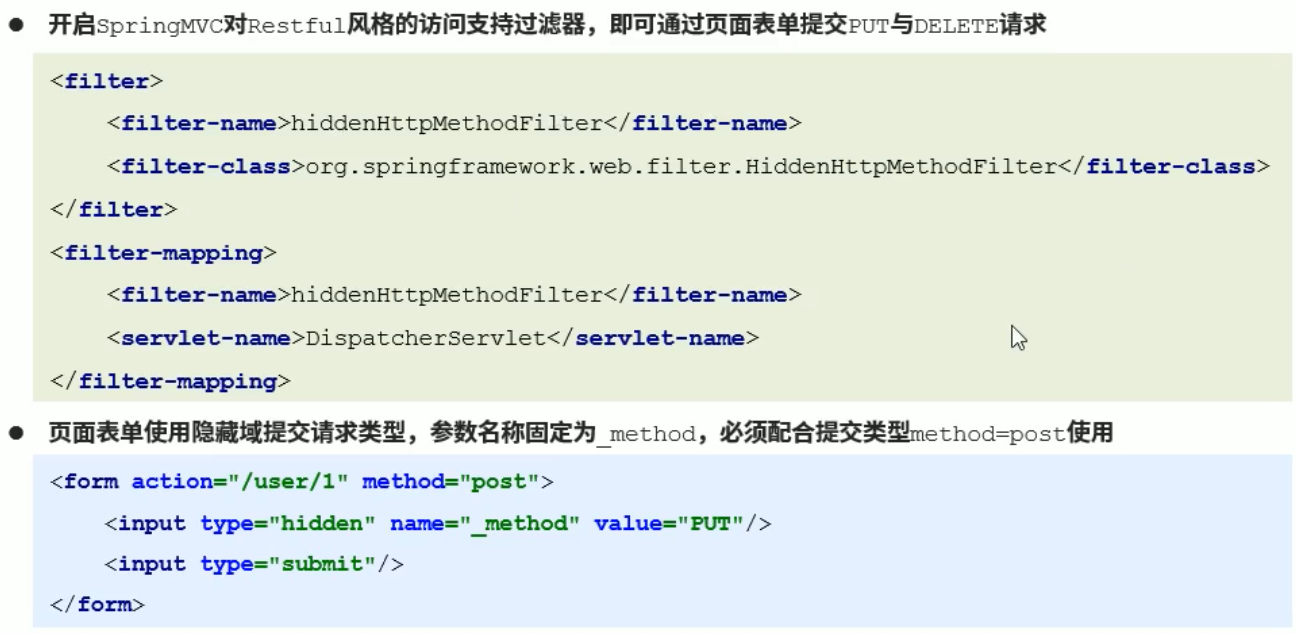 ● 开启SpringMVC对Restful风格的访问支持过滤器，即可通过页面表单提交PUT与DELETE请求
<filter>
    <filter-name>hiddenHttpMethodFilter</filter-name>
    <filter-class>org.springframework.web.filter.HiddenHttpMethodFilter</filter-class>
</filter>
<filter-mapping>
    <filter-name>hiddenHttpMethodFilter</filter-name>
    <servlet-name>DispatcherServlet</servlet-name>
</filter-mapping>
● 页面表单使用隐藏域提交请求类型，参数名称固定为_method，必须配合提交类型method=post使用
<form action="/user/1" method="post">
    <input type="hidden" name="_method" value="PUT"/>
    <input type="submit"/>
</form>